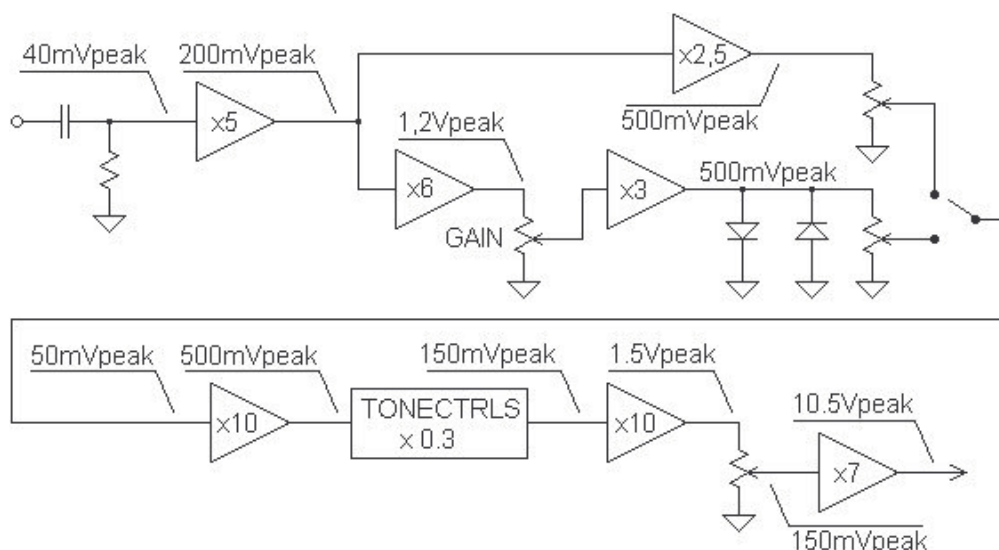 40mVpeak
200mVpeak
x2,5
x5
1,2Vpeak
500mVpeak
x6
x3
500mVpeak
GAIN
50mVpeak
500mVpeak
150mVpeak
1.5Vpeak
x10
TONECTRLS
x 0.3
x10
10.5Vpeak
x7
150mVpeak